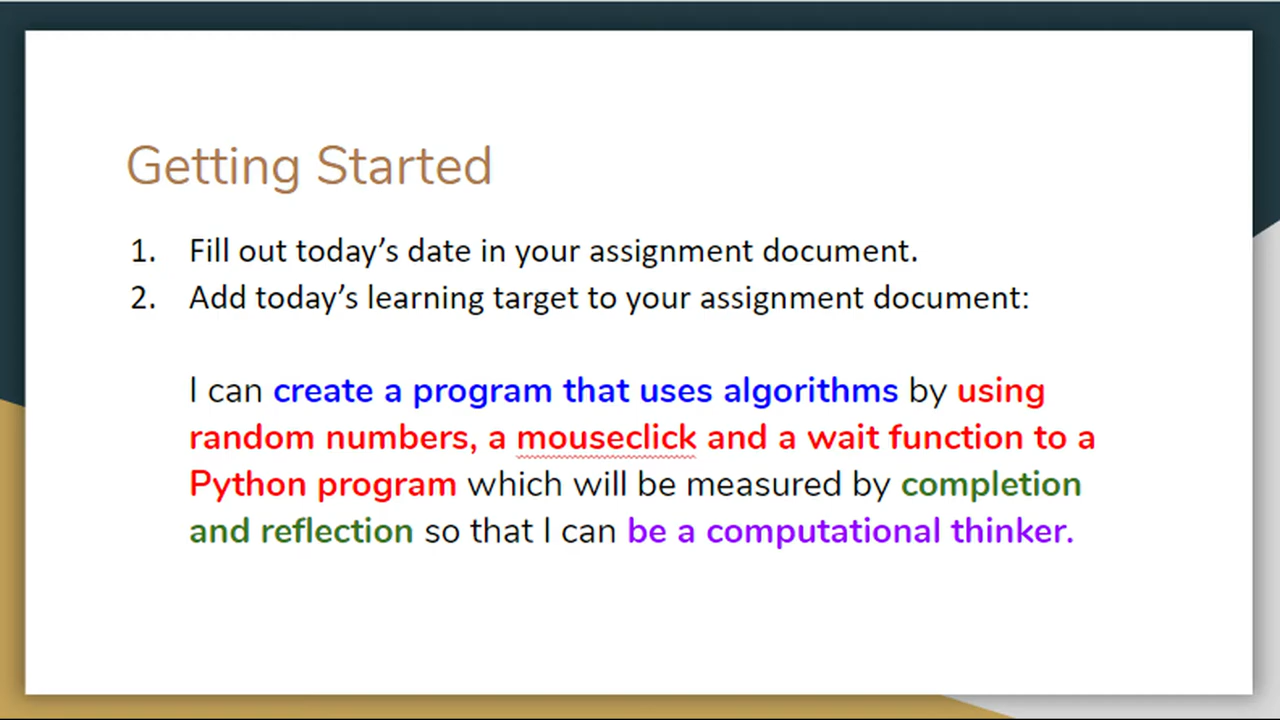 Getting Started
1. Fill out today’s date in your assignment document.
2. Add today’s learning target to your assignment document:
I can create a program that uses algorithms by using
random numbers, a mouseclick and a wait function to a
Python program which will be measured by completion
and reflection so that I can be a computational thinker.